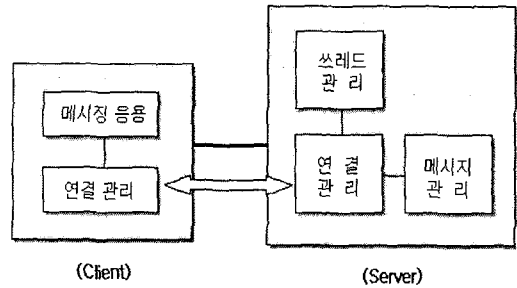 메시징 응용
연결 관리
(Client)
쓰레드
관 리
연 결
관 리
메시지
관 리
(Server)